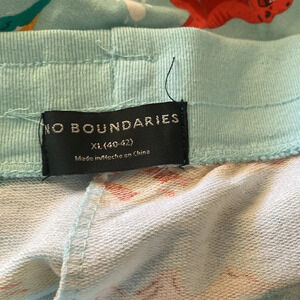 NO BOUNDARIES
XL (40-42)
Made in/Hecho en China